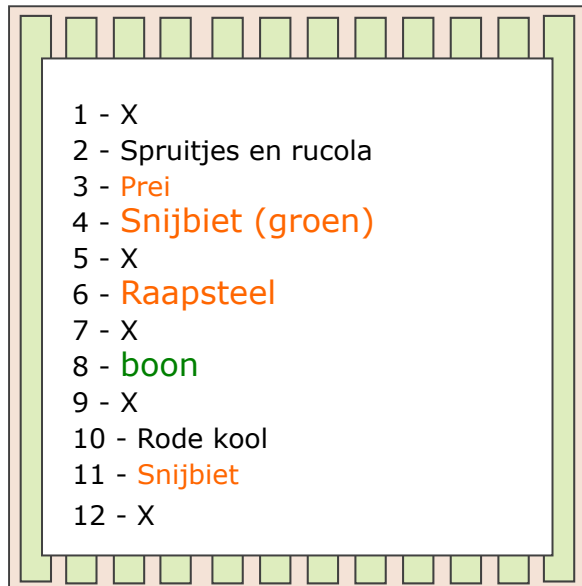 1 - X
2 - Spruitjes en rucola
3 - Prei
4 - Snijbiet (groen)
5 - X
6 - Raapsteel
7 - X
8 - boon
9 - X
10 - Rode kool
11 - Snijbiet
12 - X